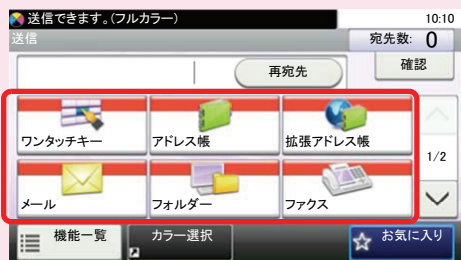 送信できます。(フルカラー)
10:10
送信
宛先数: 0
再宛先
確認
ワンタッチキー
アドレス帳
拡張アドレス帳
1/2
メール
フォルダー
ファクス
機能一覧
カラー選択
お気に入り